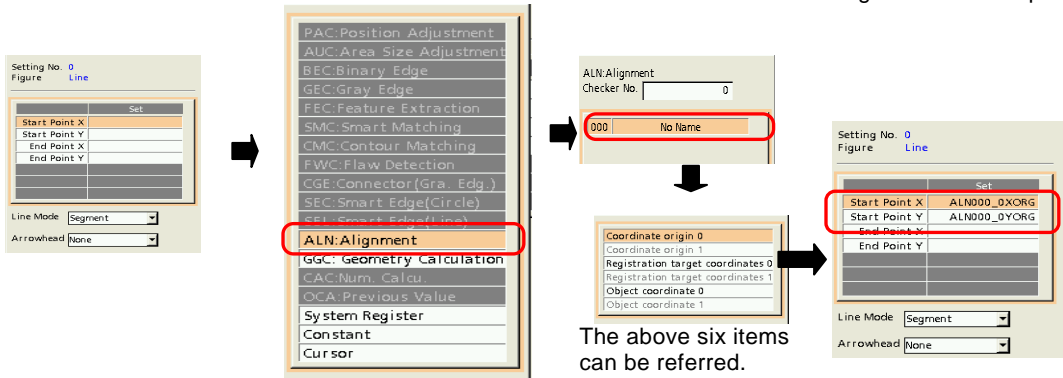 Setting No. 0
Figure Line
Set
Start Point X
Start Point Y
End Point X
End Point Y
Line Mode Segment
Arrowhead None
PAC:Position Adjustment
AUC:Area Size Adjustment
BEC:Binary Edge
GEC:Gray Edge
FEC:Feature Extraction
SMC:Smart Matching
CMC:Contour Matching
FWC:Flaw Detection
CGE:Connector(Gra. Edg.)
SEC:Smart Edge(Circle)
SEL:Smart Edge(Line)
ALN:Alignment
GGC: Geometry Calculation
CAC:Num. Calcu.
OCA:Previous Value
System Register
Constant
Cursor
ALN:Alignment
Checker No. 0
000 No Name
Coordinate origin 0
Coordinate origin 1
Registration target coordinates 0
Registration target coordinates 1
Object coordinate 0
Object coordinate 1
The above six items
can be referred.
Setting No. 0
Figure Line
Set
Start Point X ALN000_0XORG
Start Point Y ALN000_0YORG
End Point X
End Point Y
Line Mode Segment
Arrowhead None